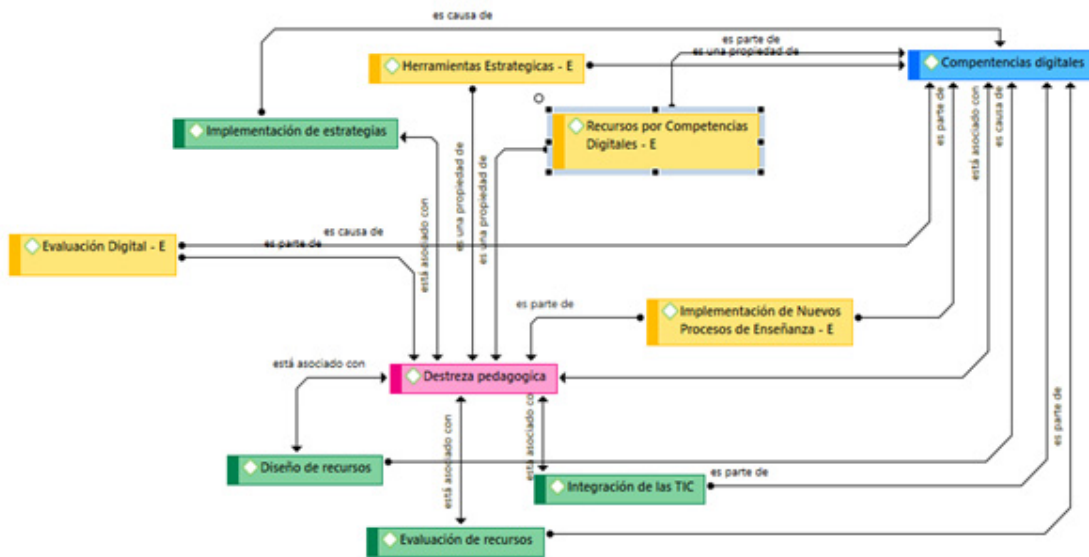 es causa de
es parte de
es una propiedad de
Herramientas Estrategicas - E
Compentencias digitales
Implementación de estrategias
Recursos por Competencias
Digitales - E
es parte de
está asociado con
es causa de
está asociado con
es una propiedad de
es una propiedad de
Evaluación Digital - E
es causa de
es parte de
es parte de
Implementación de Nuevos
Procesos de Enseñanza - E
está asociado con
Destreza pedagogica
está asociado con
está asociado co
es parte de
Diseño de recursos
es parte de
Integración de las TIC
Evaluación de recursos